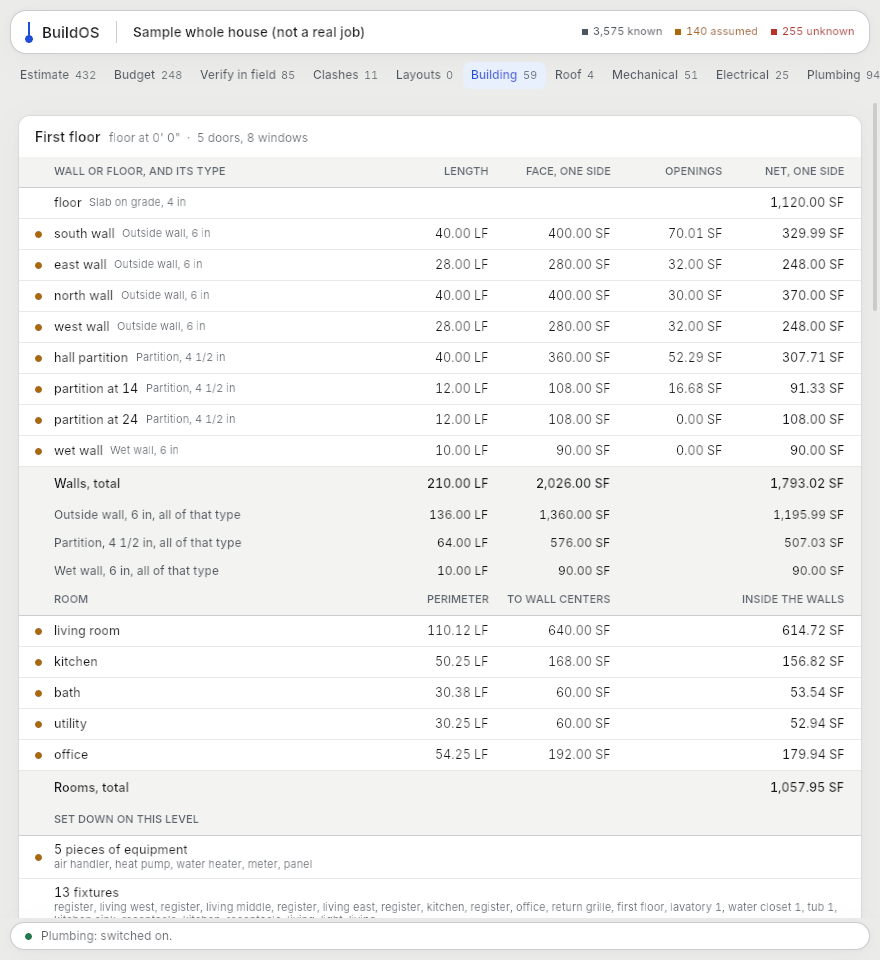 BuildOS Sample whole house (not a real job) 3,575 known 140 assumed 255 unknown
Estimate 432 Budget 248 Verify in field 85 Clashes 11 Layouts 0 Building 59 Roof 4 Mechanical 51 Electrical 25 Plumbing 94
First floor floor at 0' 0" · 5 doors, 8 windows
WALL OR FLOOR, AND ITS TYPE LENGTH FACE, ONE SIDE OPENINGS NET, ONE SIDE
floor Slab on grade, 4 in 1,120.00 SF
south wall Outside wall, 6 in 40.00 LF 400.00 SF 70.01 SF 329.99 SF
east wall Outside wall, 6 in 28.00 LF 280.00 SF 32.00 SF 248.00 SF
north wall Outside wall, 6 in 40.00 LF 400.00 SF 30.00 SF 370.00 SF
west wall Outside wall, 6 in 28.00 LF 280.00 SF 32.00 SF 248.00 SF
hall partition Partition, 4 1/2 in 40.00 LF 360.00 SF 52.29 SF 307.71 SF
partition at 14 Partition, 4 1/2 in 12.00 LF 108.00 SF 16.68 SF 91.33 SF
partition at 24 Partition, 4 1/2 in 12.00 LF 108.00 SF 0.00 SF 108.00 SF
wet wall Wet wall, 6 in 10.00 LF 90.00 SF 0.00 SF 90.00 SF
Walls, total 210.00 LF 2,026.00 SF 1,793.02 SF
Outside wall, 6 in, all of that type 136.00 LF 1,360.00 SF 1,195.99 SF
Partition, 4 1/2 in, all of that type 64.00 LF 576.00 SF 507.03 SF
Wet wall, 6 in, all of that type 10.00 LF 90.00 SF 90.00 SF
ROOM PERIMETER TO WALL CENTERS INSIDE THE WALLS
living room 110.12 LF 640.00 SF 614.72 SF
kitchen 50.25 LF 168.00 SF 156.82 SF
bath 30.38 LF 60.00 SF 53.54 SF
utility 30.25 LF 60.00 SF 52.94 SF
office 54.25 LF 192.00 SF 179.94 SF
Rooms, total 1,057.95 SF
SET DOWN ON THIS LEVEL
5 pieces of equipment
air handler, heat pump, water heater, meter, panel
13 fixtures
register, living west, register, living middle, register, living east, register, kitchen, register, office, return grille, first floor, lavatory 1, water closet 1, tub 1,
Plumbing: switched on.